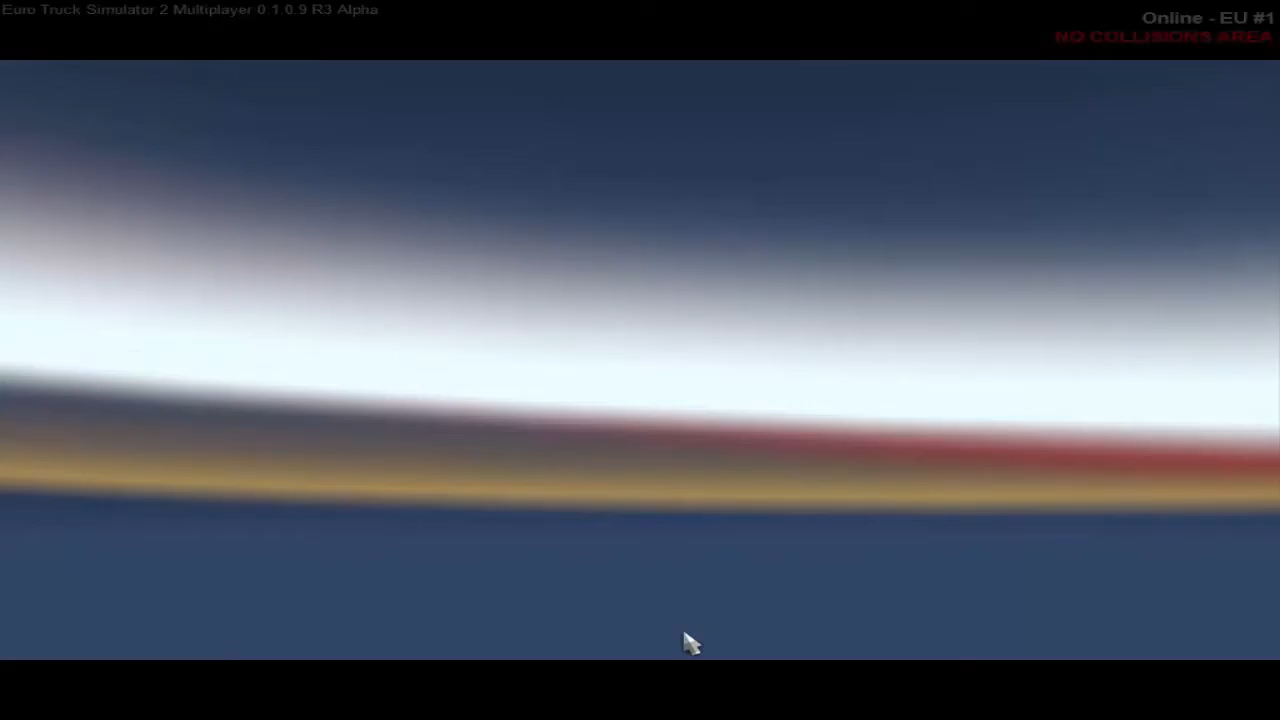 Euro Truck Simulator 2 Multiplayer 0.1.0.9 R3 Alpha
Online - EU #1
NO COLLISIONS AREA